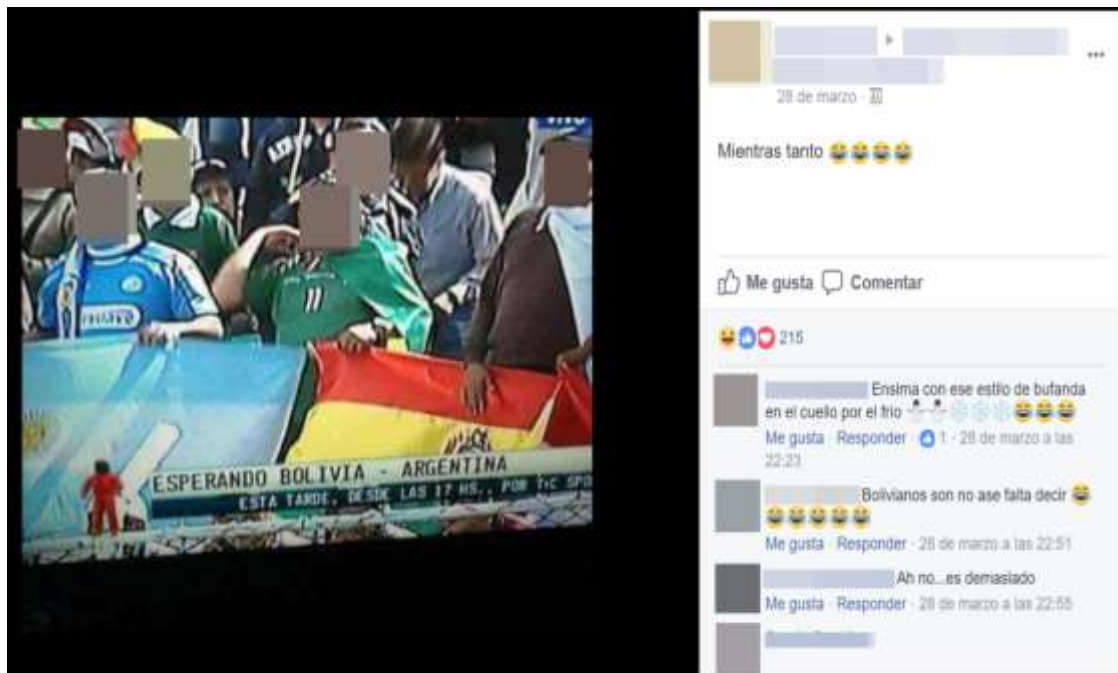 VIVO
11
ESPERANDO BOLIVIA - ARGENTINA
ESTA TARDE, DESDE LAS 17 HS., POR TyC SPO
28 de marzo ·
Mientras tanto
Me gusta Comentar
215
Ensima con ese estilo de bufanda
en el cuello por el frio
Me gusta · Responder · 1 · 28 de marzo a las
22:23
Bolivianos son no ase falta decir
Me gusta · Responder · 28 de marzo a las 22:51
Ah no...es demasiado
Me gusta · Responder · 28 de marzo a las 22:55